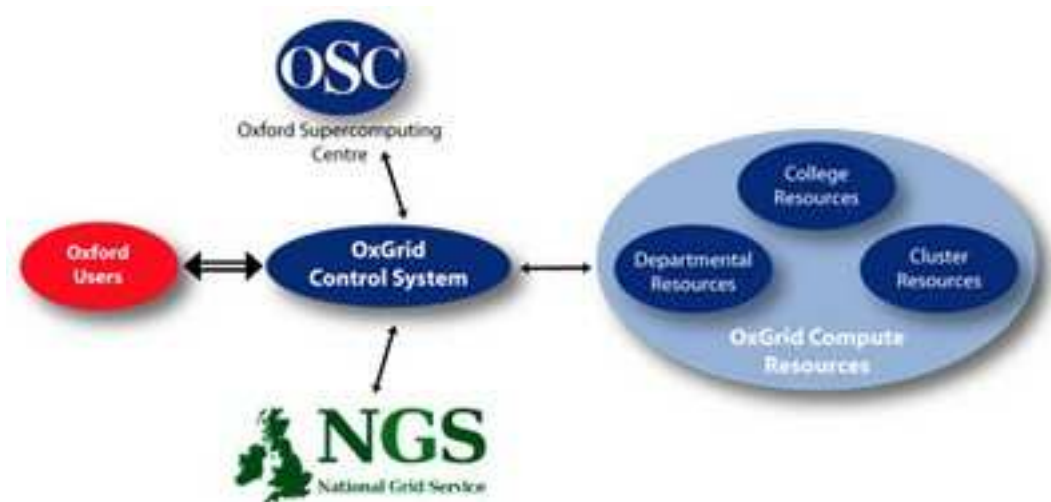 OSC
Oxford Supercomputing
Centre
Oxford
Users
OxGrid
Control System
College
Resources
Departmental
Resources
Cluster
Resources
OxGrid Compute
Resources
NGS
National Grid Service